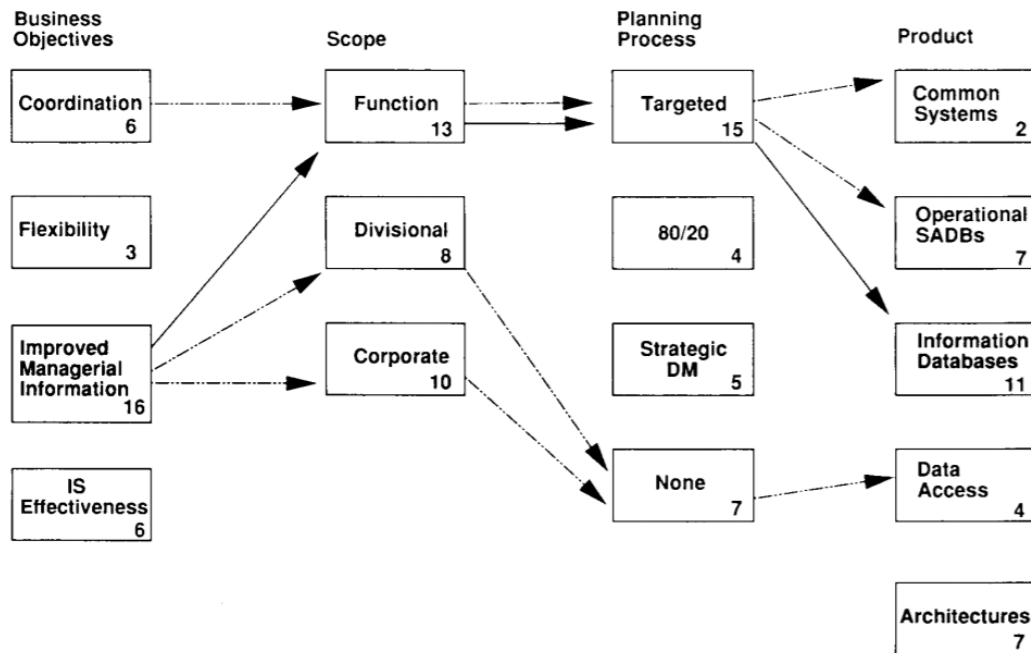 Business
Objectives
Scope
Planning
Process
Product
Coordination
6
Function
13
Targeted
15
Common
Systems
2
Flexibility
3
Divisional
8
80/20
4
Operational
SADBs
7
Improved
Managerial
Information
16
Corporate
10
Strategic
DM
5
Information
Databases
11
IS
Effectiveness
6
None
7
Data
Access
4
Architectures
7